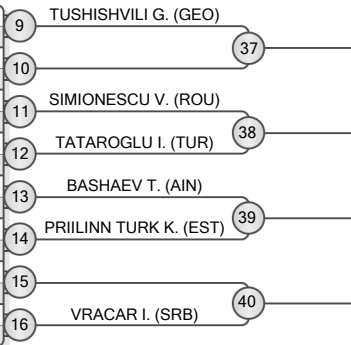 9 TUSHISHVILI G. (GEO)
37
10
11 SIMIONESCU V. (ROU)
38
12 TATAROGLU I. (TUR)
13 BASHAEV T. (AIN)
39
14 PRIILINN TURK K. (EST)
15
40
16 VRACAR I. (SRB)